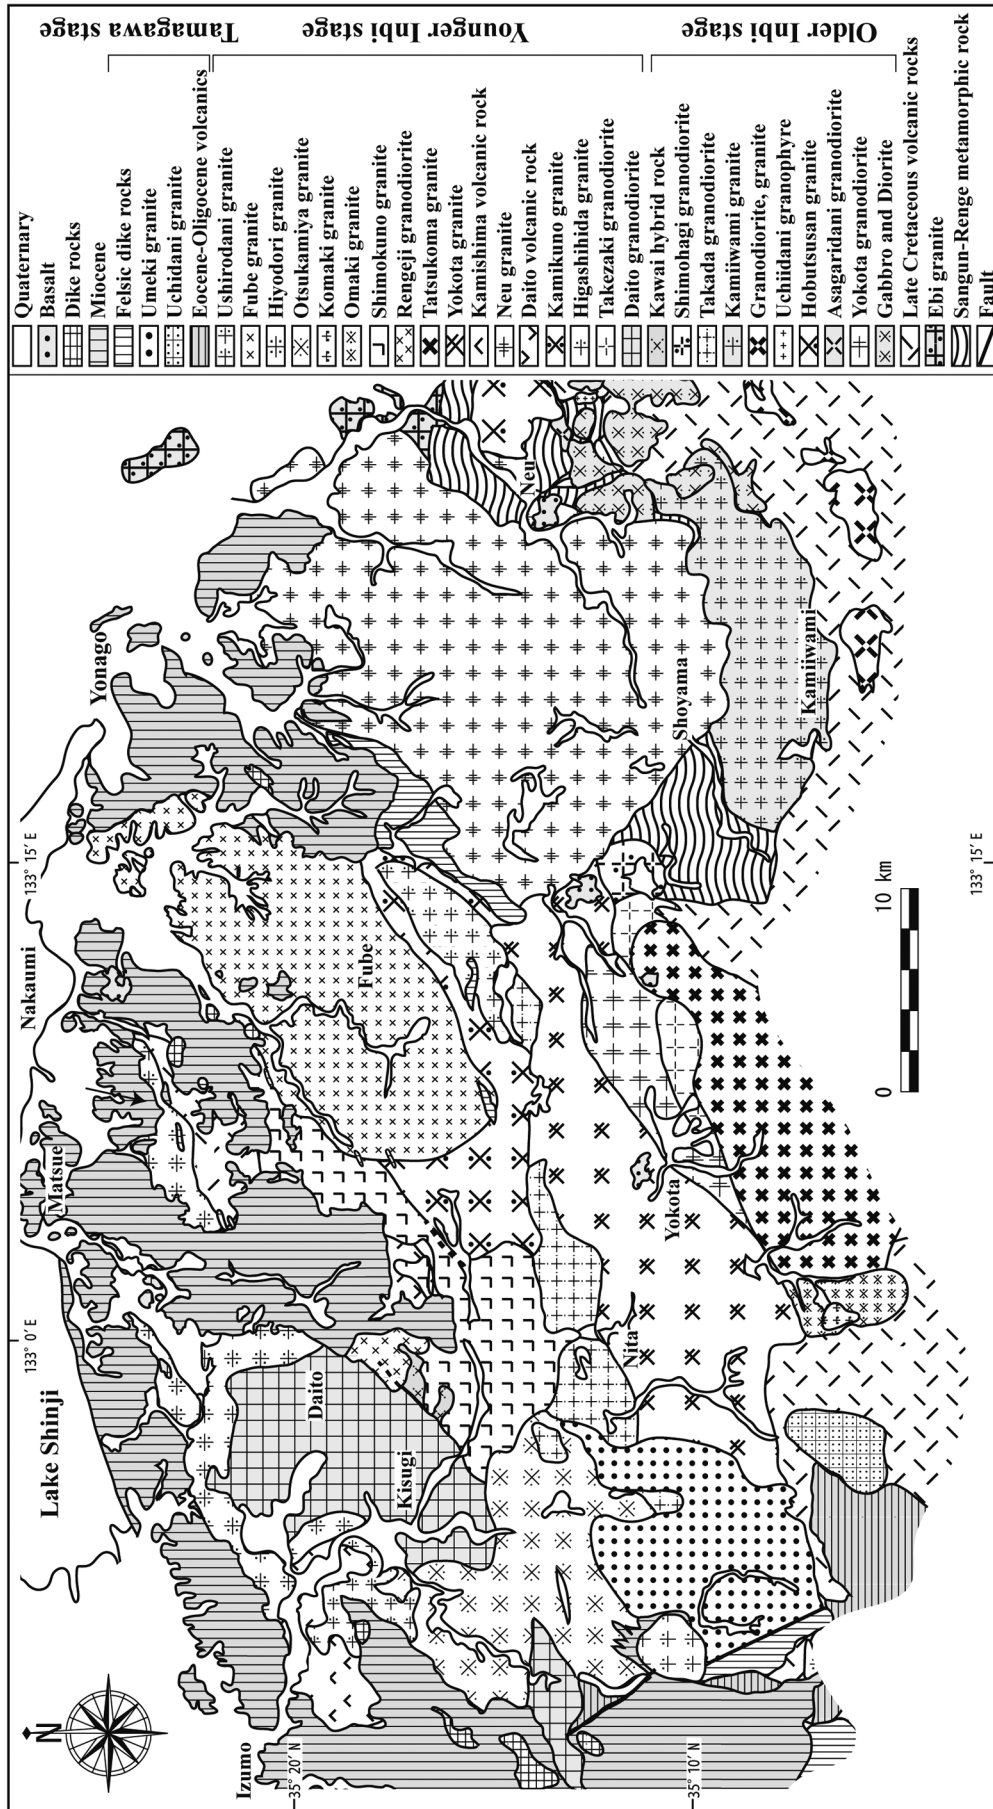 Quaternary
Basalt
Dike rocks
Miocene
Felsic dike rocks
Umeki granite
Uchidani granite
Eocene-Oligocene volcanics
Ushirodani granite
Fube granite
Hiyodori granite
Otsukamiya granite
Komaki granite
Omaki granite
Shimokuno granite
Rengeji granodiorite
Tatsukoma granite
Yokota granite
Kamishima volcanic rock
Neu granite
Daito volcanic rock
Kamikuno granite
Higashihida granite
Takezaki granodiorite
Daito granodiorite
Kawai hybrid rock
Shimohagi granodiorite
Takada granodiorite
Kamiiwami granite
Granodiorite, granite
Uchiidani granophyre
Hobutsusan granite
Asagaridani granodiorite
Yokota granodiorite
Gabbro and Diorite
Late Cretaceous volcanic rocks
Ebi granite
Sangun-Renge metamorphic rock
Fault
Tamagawa stage
Younger Inbi stage
Older Inbi stage
N
Izumo
Lake Shinji
Matsue
Nakaumi
Yonago
Daito
Kisugi
Fube
Neu
Nita
Yokota
Shoyama
Kamiiwami
133° 0′ E
133° 15′ E
133° 15′ E
35° 20′ N
35° 10′ N
0
10 km